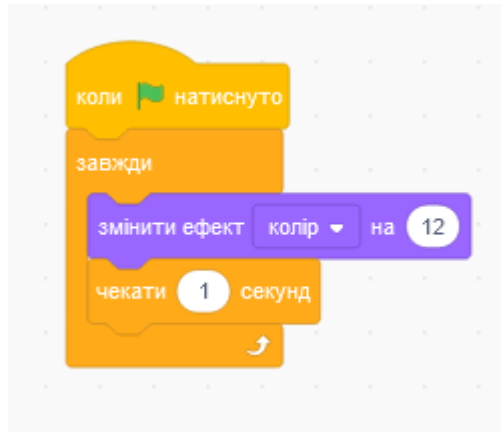 коли натиснуто
завжди
змінити ефект колір на 12
чекати 1 секунд